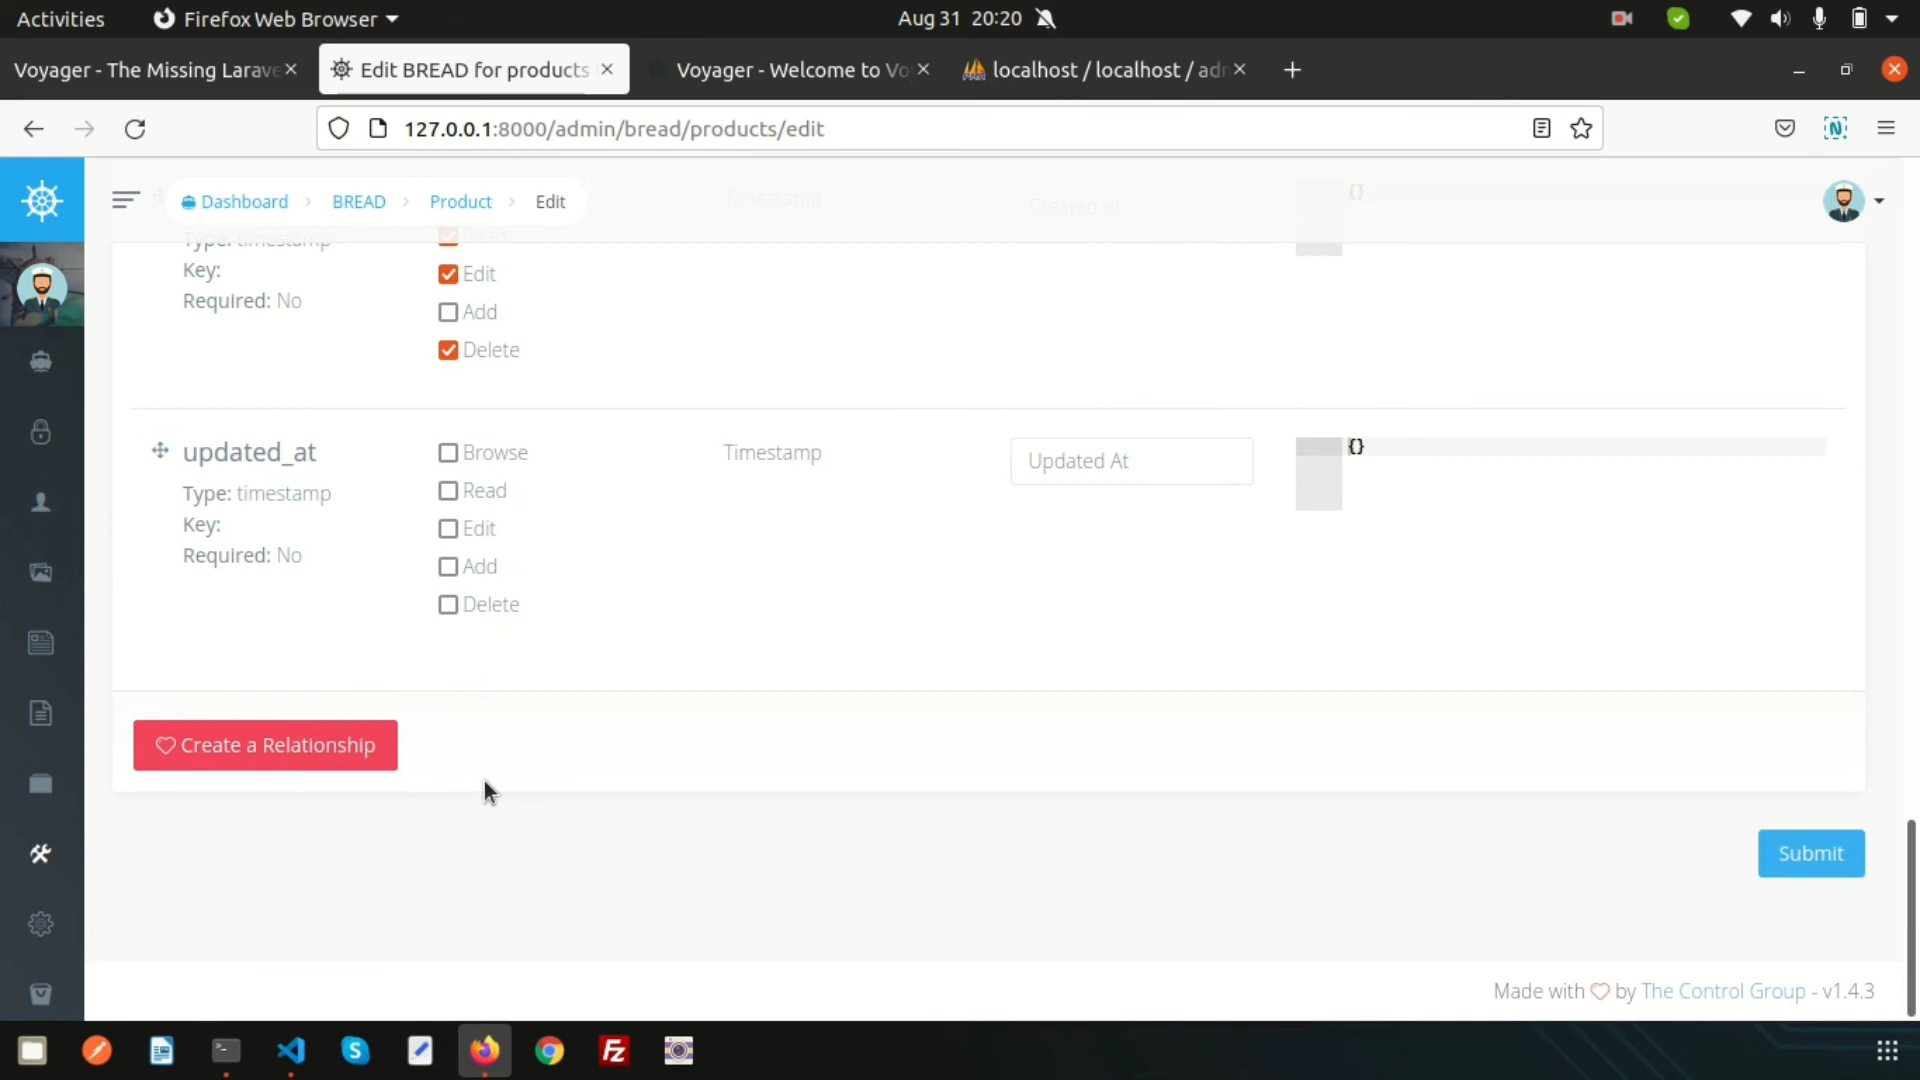 Activities Firefox Web Browser Aug 31 20:20
Voyager - The Missing Larave Edit BREAD for products Voyager - Welcome to Vo localhost / localhost / adm
127.0.0.1:8000/admin/bread/products/edit
Dashboard BREAD Product Edit
Timestamp Created At {}
Type: timestamp Read
Key: Edit
Required: No Add
Delete
updated_at Browse Timestamp Updated At {}
Type: timestamp Read
Key: Edit
Required: No Add
Delete
Create a Relationship
Submit
Made with by The Control Group - v1.4.3